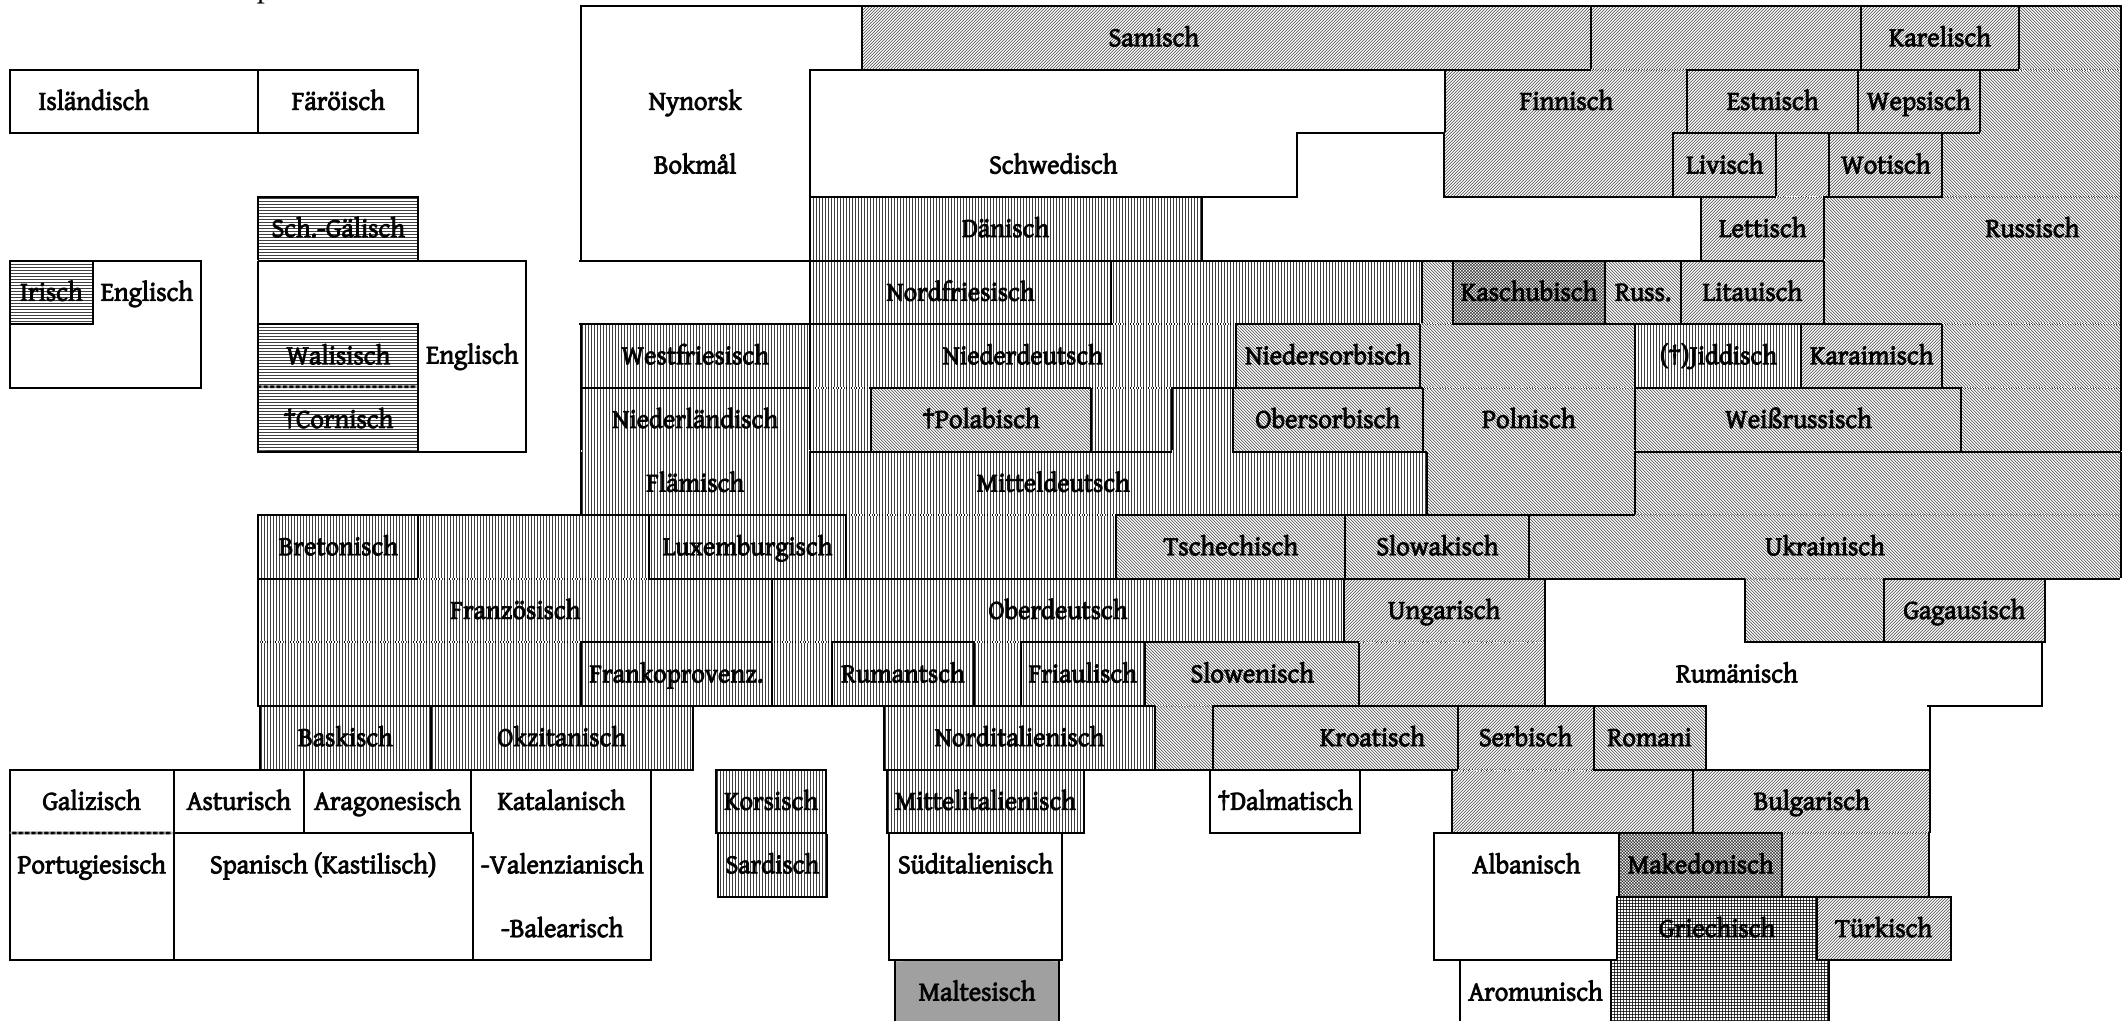 Samisch Karelisch
Isländisch Färöisch Nynorsk Finnisch Estnisch Wepsisch
Bokmål Schwedisch Livisch Wotisch
Sch.-Gälisch Dänisch Lettisch Russisch
Irisch Englisch Nordfriesisch Kaschubisch Russ. Litauisch
Walisisch Englisch Westfriesisch Niederdeutsch Niedersorbisch (†)Jiddisch Karaimisch
†Cornisch Niederländisch †Polabisch Obersorbisch Polnisch Weißrussisch
Flämisch Mitteldeutsch
Bretonisch Luxemburgisch Tschechisch Slowakisch Ukrainisch
Französisch Oberdeutsch Ungarisch Gagausisch
Frankoprovenz. Rumantsch Friaulisch Slowenisch Rumänisch
Baskisch Okzitanisch Norditalienisch Kroatisch Serbisch Romani
Galizisch Asturisch Aragonesisch Katalanisch Korsisch Mittelitalienisch †Dalmatisch Bulgarisch
Portugiesisch Spanisch (Kastilisch) -Valenzianisch Sardisch Süditalienisch Albanisch Makedonisch
-Balearisch Griechisch Türkisch
Maltesisch Aromunisch